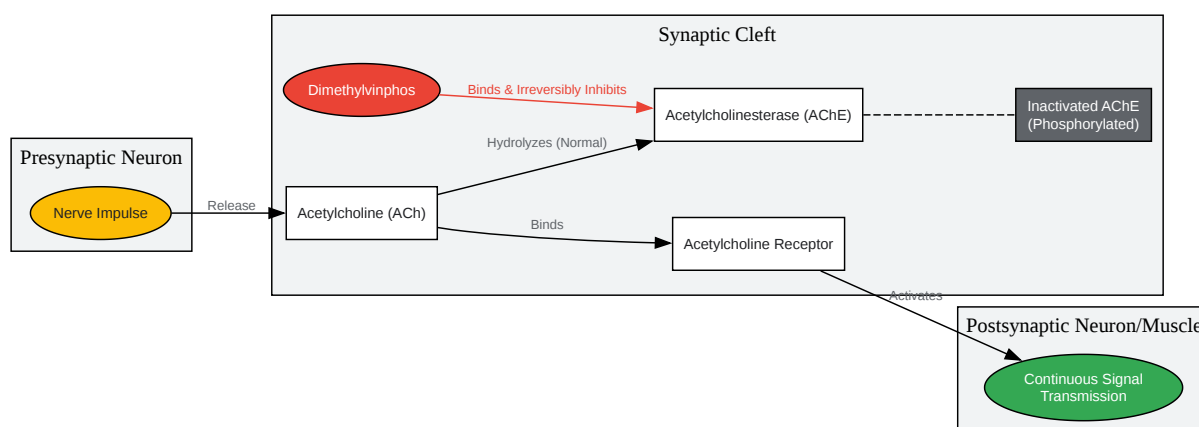 Synaptic Cleft
Dimethylvinphos
Binds & Irreversibly Inhibits
Acetylcholinesterase (AChE)
Inactivated AChE
(Phosphorylated)
Hydrolyzes (Normal)
Presynaptic Neuron
Nerve Impulse
Release
Acetylcholine (ACh)
Binds
Acetylcholine Receptor
Activates
Postsynaptic Neuron/Muscle
Continuous Signal
Transmission